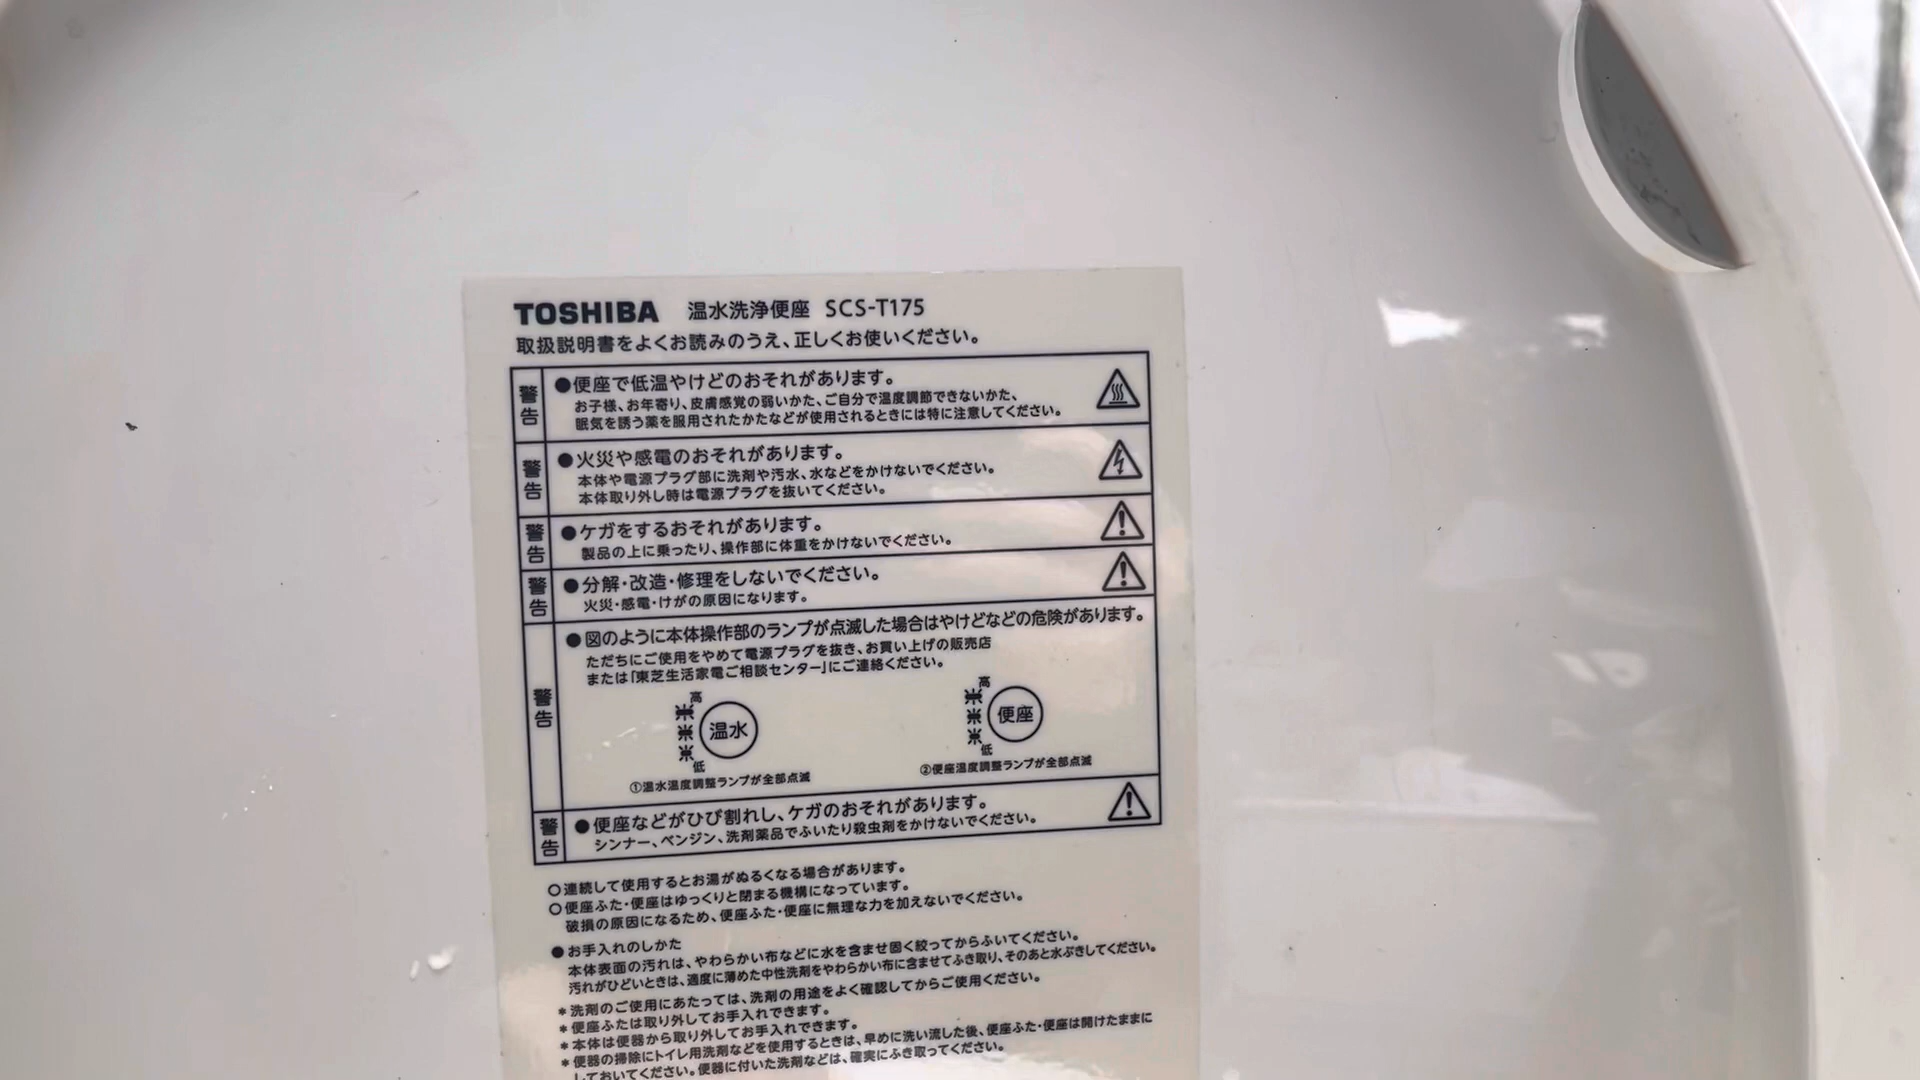 TOSHIBA 温水洗浄便座 SCS-T175
取扱説明書をよくお読みのうえ、正しくお使いください。
警告
●便座で低温やけどのおそれがあります。
お子様、お年寄り、皮膚感覚の弱いかた、ご自分で温度調節できないかた、
眠気を誘う薬を服用されたかたなどが使用されるときには特に注意してください。
警告
●火災や感電のおそれがあります。
本体や電源プラグ部に洗剤や汚水、水などをかけないでください。
本体取り外し時は電源プラグを抜いてください。
警告
●ケガをするおそれがあります。
製品の上に乗ったり、操作部に体重をかけないでください。
警告
●分解・改造・修理をしないでください。
火災・感電・けがの原因になります。
警告
●図のように本体操作部のランプが点滅した場合はやけどなどの危険があります。
ただちにご使用をやめて電源プラグを抜き、お買い上げの販売店
または「東芝生活家電ご相談センター」にご連絡ください。
高
温水
低
①温水温度調整ランプが全部点滅
高
便座
低
②便座温度調整ランプが全部点滅
警告
●便座などがひび割れし、ケガのおそれがあります。
シンナー、ベンジン、洗剤薬品でふいたり殺虫剤をかけないでください。
○連続して使用するとお湯がぬるくなる場合があります。
○便座ふた・便座はゆっくりと閉まる機構になっています。
破損の原因になるため、便座ふた・便座に無理な力を加えないでください。
●お手入れのしかた
本体表面の汚れは、やわらかい布などに水を含ませ固く絞ってからふいてください。
汚れがひどいときは、適度に薄めた中性洗剤をやわらかい布に含ませてふき取り、そのあと水ぶきしてください。
＊洗剤のご使用にあたっては、洗剤の用途をよく確認してからご使用ください。
＊便座ふたは取り外してお手入れできます。
＊本体は便器から取り外してお手入れできます。
＊便器の掃除にトイレ用洗剤などを使用するときは、早めに洗い流した後、便座ふた・便座は開けたままに
しておいてください。便器に付いた洗剤などは、確実にふき取ってください。